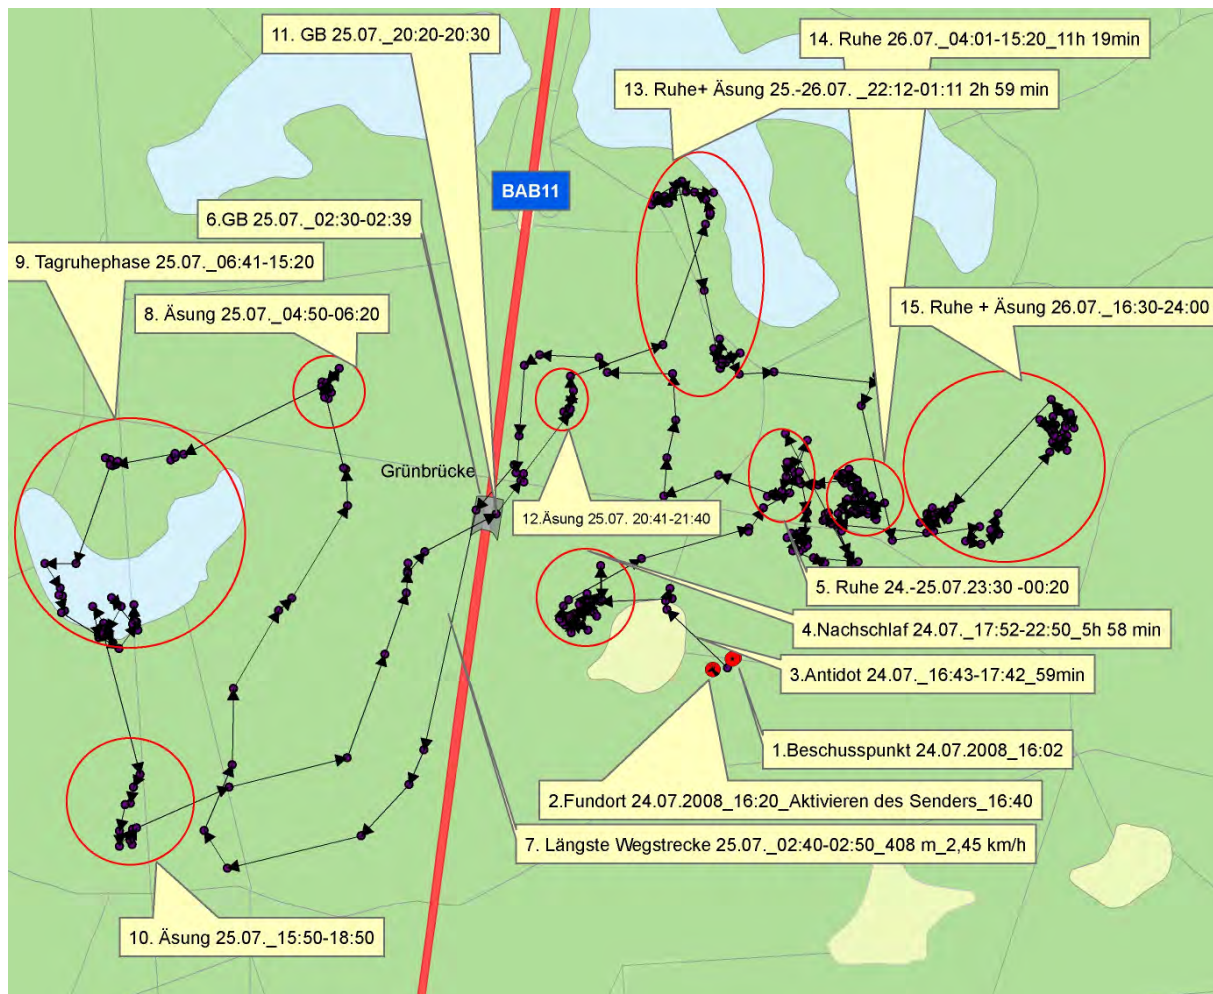 11. GB 25.07._20:20-20:30
14. Ruhe 26.07._04:01-15:20_11h 19min
13. Ruhe+ Äsung 25.-26.07. _22:12-01:11 2h 59 min
BAB11
6.GB 25.07._02:30-02:39
9. Tagruhephase 25.07._06:41-15:20
8. Äsung 25.07._04:50-06:20
15. Ruhe + Äsung 26.07._16:30-24:00
Grünbrücke
12.Äsung 25.07. 20:41-21:40
5. Ruhe 24.-25.07.23:30 -00:20
4.Nachschlaf 24.07._17:52-22:50_5h 58 min
3.Antidot 24.07._16:43-17:42_59min
1.Beschusspunkt 24.07.2008_16:02
2.Fundort 24.07.2008_16:20_Aktivieren des Senders_16:40
7. Längste Wegstrecke 25.07._02:40-02:50_408 m_2,45 km/h
10. Äsung 25.07._15:50-18:50